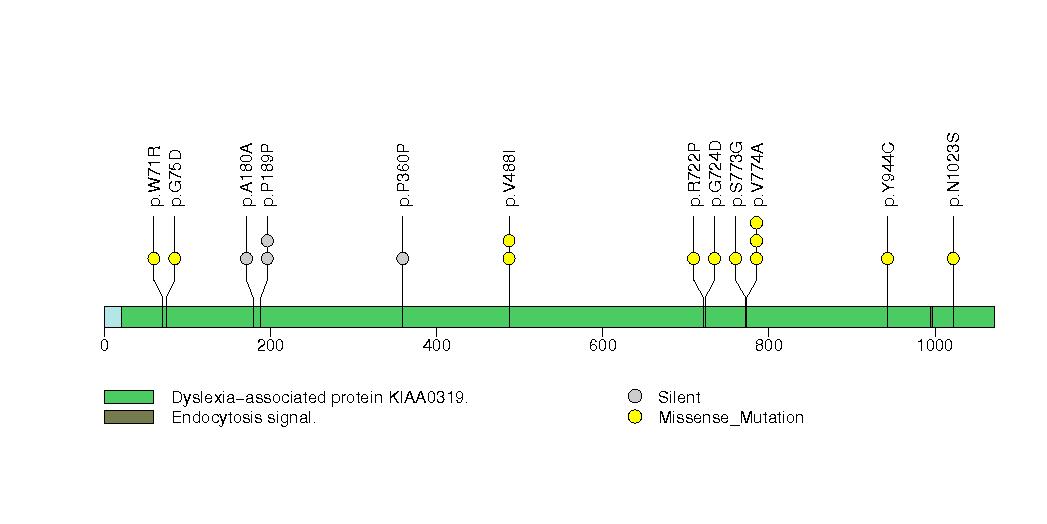 p.W71R
p.G75D
p.A180A
p.P189P
p.P360P
p.V488I
p.R722P
p.G724D
p.S773G
p.V774A
p.Y944C
p.N1023S
0 200 400 600 800 1000
Dyslexia−associated protein KIAA0319.
Endocytosis signal.
Silent
Missense_Mutation